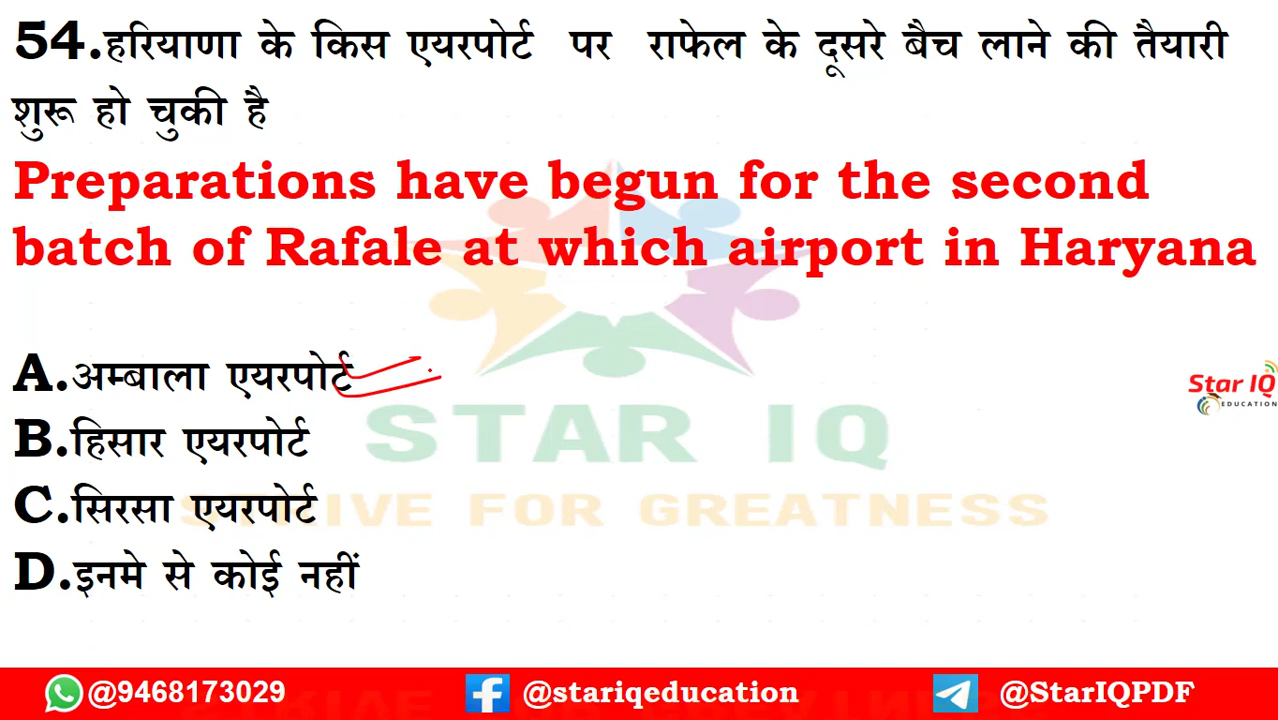 54.हरियाणा के किस एयरपोर्ट पर राफेल के दूसरे बैच लाने की तैयारी
शुरू हो चुकी है
Preparations have begun for the second
batch of Rafale at which airport in Haryana
A.अम्बाला एयरपोर्ट
B.हिसार एयरपोर्ट
Star IQ
EDUCATION
STAR IQ
C.सिरसा एयरपोर्ट
STRIVE FOR GREATNESS
D.इनमे से कोई नहीं
@9468173029 @stariqeducation @StarIQPDF